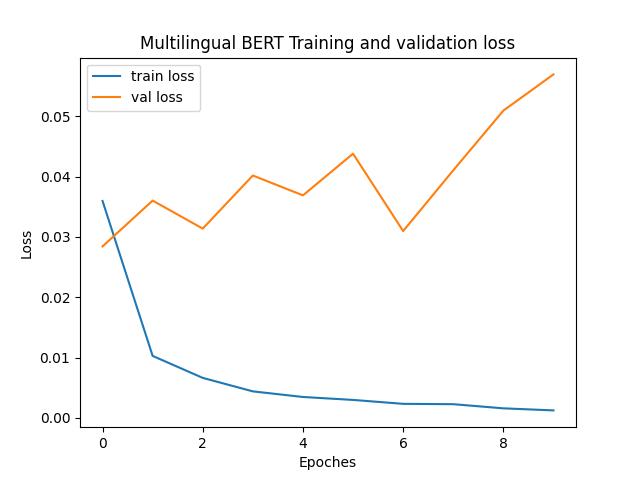 Multilingual BERT Training and validation loss
train loss
val loss
0.05
0.04
0.03
0.02
0.01
0.00
Loss
0 2 4 6 8
Epoches